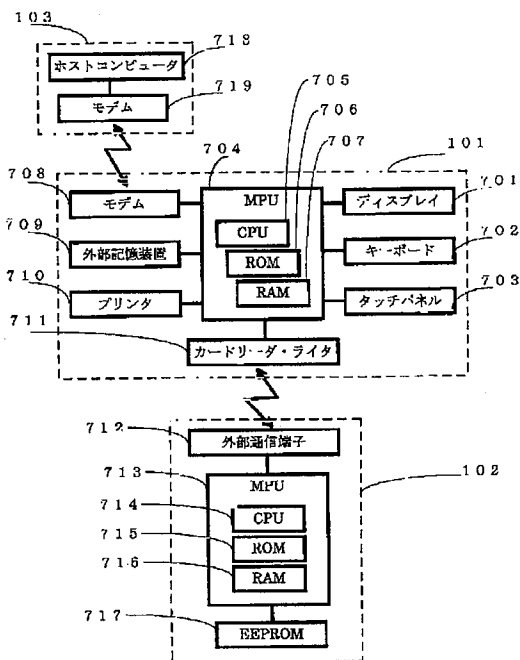 103
718
ホストコンピュータ
モデム
719
705
706
707
704
101
708
モデム
MPU
ディスプレイ
701
CPU
709
外部記憶装置
ROM
キーボード
702
710
プリンタ
RAM
タッチパネル
703
711
カードリーダ・ライタ
712
外部通信端子
713
MPU
102
714
CPU
715
ROM
716
RAM
717
EEPROM